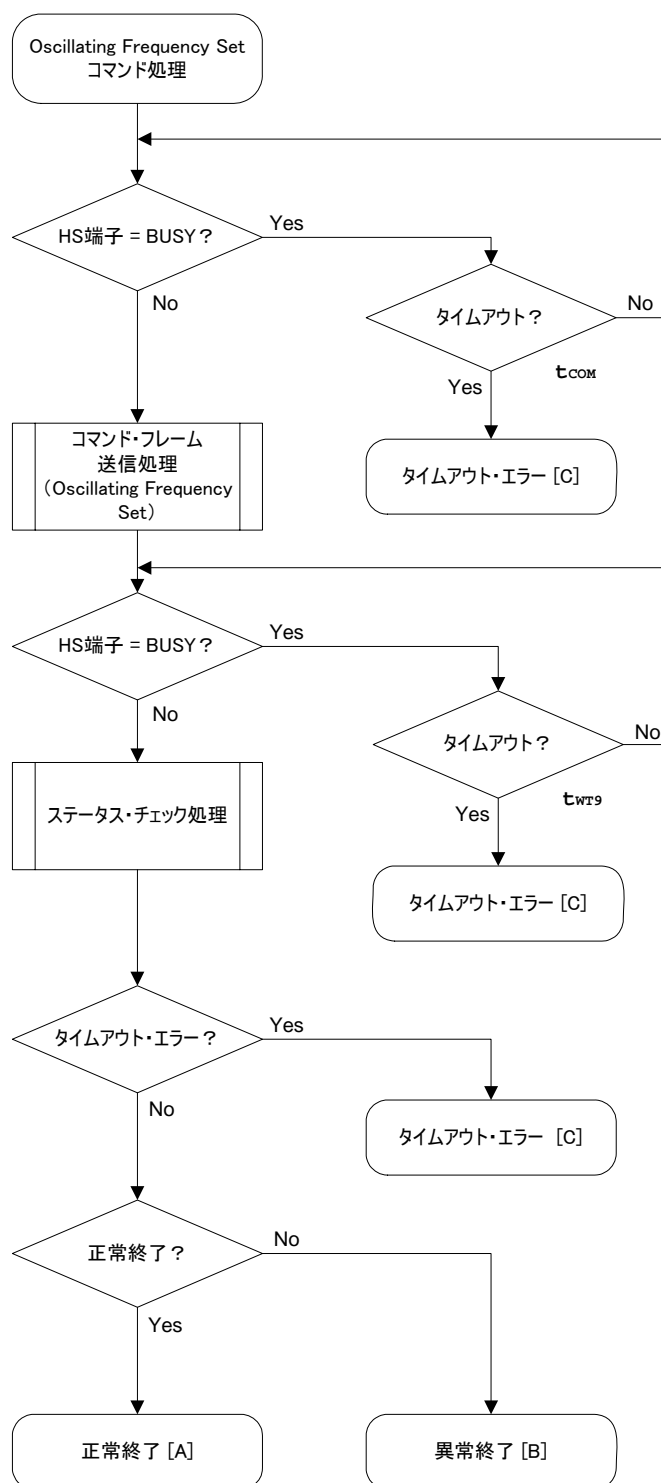 Oscillating Frequency Set
コマンド処理
HS端子 = BUSY？
Yes
No
タイムアウト？
No
tCOM
Yes
コマンド・フレーム
送信処理
（Oscillating Frequency
Set）
タイムアウト・エラー [C]
HS端子 = BUSY？
Yes
No
タイムアウト？
No
tWT9
Yes
ステータス・チェック処理
タイムアウト・エラー [C]
タイムアウト・エラー？
Yes
No
タイムアウト・エラー [C]
正常終了？
No
Yes
正常終了 [A]
異常終了 [B]